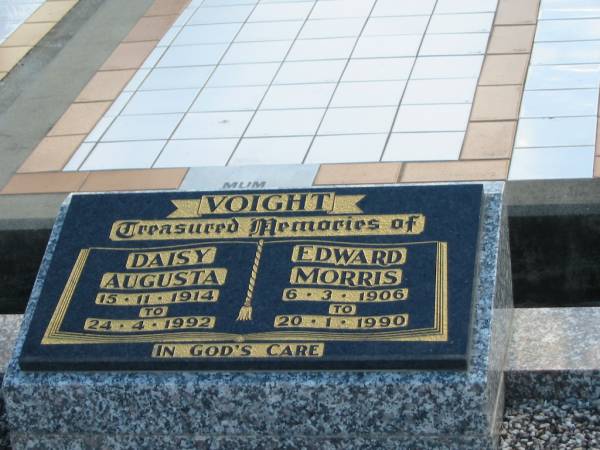 MUM
VOIGHT
Treasured Memories of
DAISY
AUGUSTA
15·11·1914
TO
24·4·1992
EDWARD
MORRIS
6·3·1906
TO
20·1·1990
IN GOD'S CARE